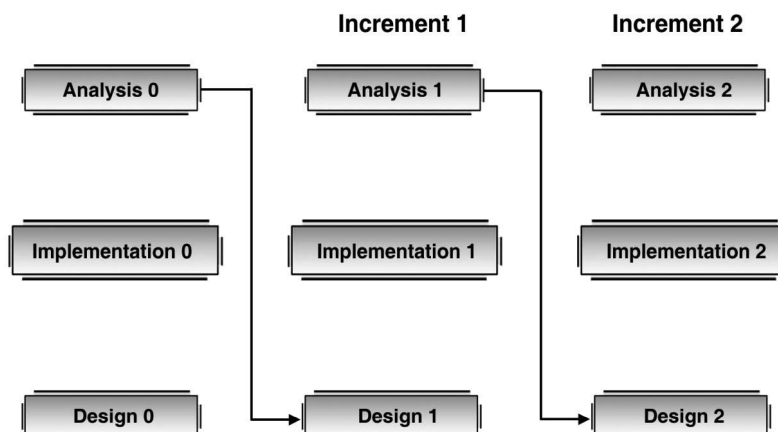 Increment 1 Increment 2
Analysis 0 Analysis 1 Analysis 2
Implementation 0 Implementation 1 Implementation 2
Design 0 Design 1 Design 2